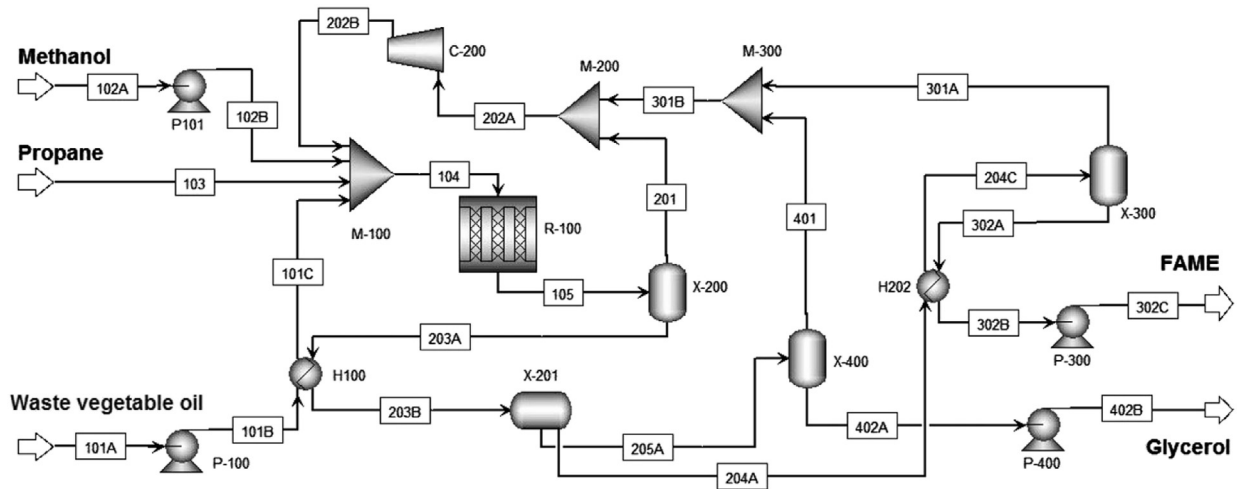 202B
C-200
M-200
M-300
Methanol
102A
P101
102B
202A
301B
301A
Propane
103
104
201
204C
M-100
R-100
401
X-300
302A
101C
105
X-200
FAME
H202
302C
203A
302B
P-300
H100
X-201
X-400
Waste vegetable oil
101B
203B
402B
101A
P-100
205A
402A
204A
P-400
Glycerol